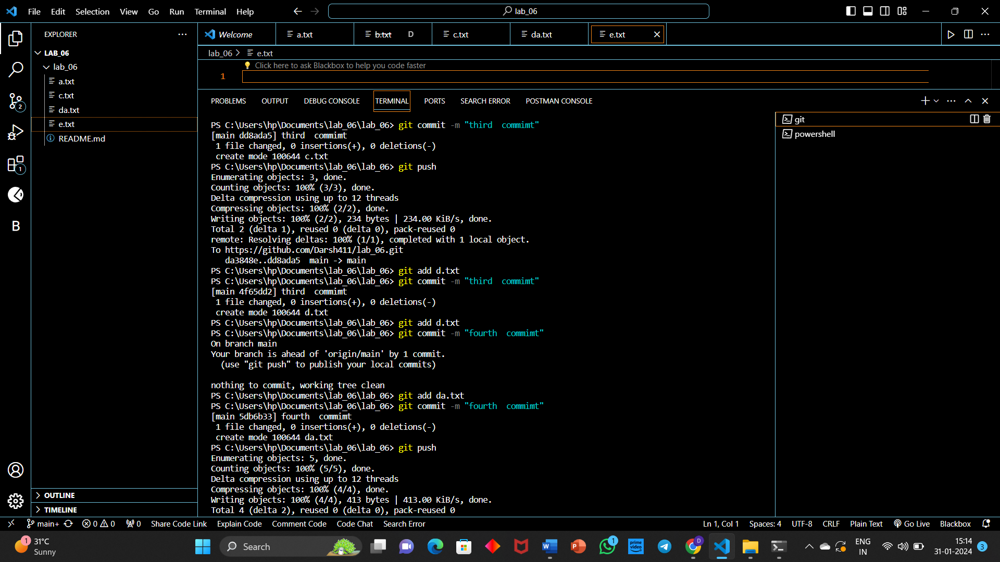 File Edit Selection View Go Run Terminal Help
lab_06
EXPLORER
LAB_06
lab_06
a.txt
c.txt
da.txt
e.txt
README.md
OUTLINE
TIMELINE
2
1
B
Welcome a.txt b.txt D c.txt da.txt e.txt
lab_06 > e.txt
Click here to ask Blackbox to help you code faster
1
PROBLEMS OUTPUT DEBUG CONSOLE TERMINAL PORTS SEARCH ERROR POSTMAN CONSOLE
git
powershell
PS C:\Users\hp\Documents\lab_06\lab_06> git commit -m "third  commimt"
[main dd8ada5] third  commimt
 1 file changed, 0 insertions(+), 0 deletions(-)
 create mode 100644 c.txt
PS C:\Users\hp\Documents\lab_06\lab_06> git push
Enumerating objects: 3, done.
Counting objects: 100% (3/3), done.
Delta compression using up to 12 threads
Compressing objects: 100% (2/2), done.
Writing objects: 100% (2/2), 234 bytes | 234.00 KiB/s, done.
Total 2 (delta 1), reused 0 (delta 0), pack-reused 0
remote: Resolving deltas: 100% (1/1), completed with 1 local object.
To https://github.com/Darsh411/lab_06.git
   da3848e..dd8ada5  main -> main
PS C:\Users\hp\Documents\lab_06\lab_06> git add d.txt
PS C:\Users\hp\Documents\lab_06\lab_06> git commit -m "third  commimt"
[main 4f65dd2] third  commimt
 1 file changed, 0 insertions(+), 0 deletions(-)
 create mode 100644 d.txt
PS C:\Users\hp\Documents\lab_06\lab_06> git add d.txt
PS C:\Users\hp\Documents\lab_06\lab_06> git commit -m "fourth  commimt"
On branch main
Your branch is ahead of 'origin/main' by 1 commit.
  (use "git push" to publish your local commits)
nothing to commit, working tree clean
PS C:\Users\hp\Documents\lab_06\lab_06> git add da.txt
PS C:\Users\hp\Documents\lab_06\lab_06> git commit -m "fourth  commimt"
[main 5db6b33] fourth  commimt
 1 file changed, 0 insertions(+), 0 deletions(-)
 create mode 100644 da.txt
PS C:\Users\hp\Documents\lab_06\lab_06> git push
Enumerating objects: 5, done.
Counting objects: 100% (5/5), done.
Delta compression using up to 12 threads
Compressing objects: 100% (4/4), done.
Writing objects: 100% (4/4), 413 bytes | 413.00 KiB/s, done.
Total 4 (delta 2), reused 0 (delta 0), pack-reused 0
main+ 0 0 0 Share Code Link Explain Code Comment Code Code Chat Search Error Ln 1, Col 1 Spaces: 4 UTF-8 CRLF Plain Text Go Live Blackbox
1 31°C
Sunny
Search
W P 1 prime video D
ENG
IN
15:14
31-01-2024
3